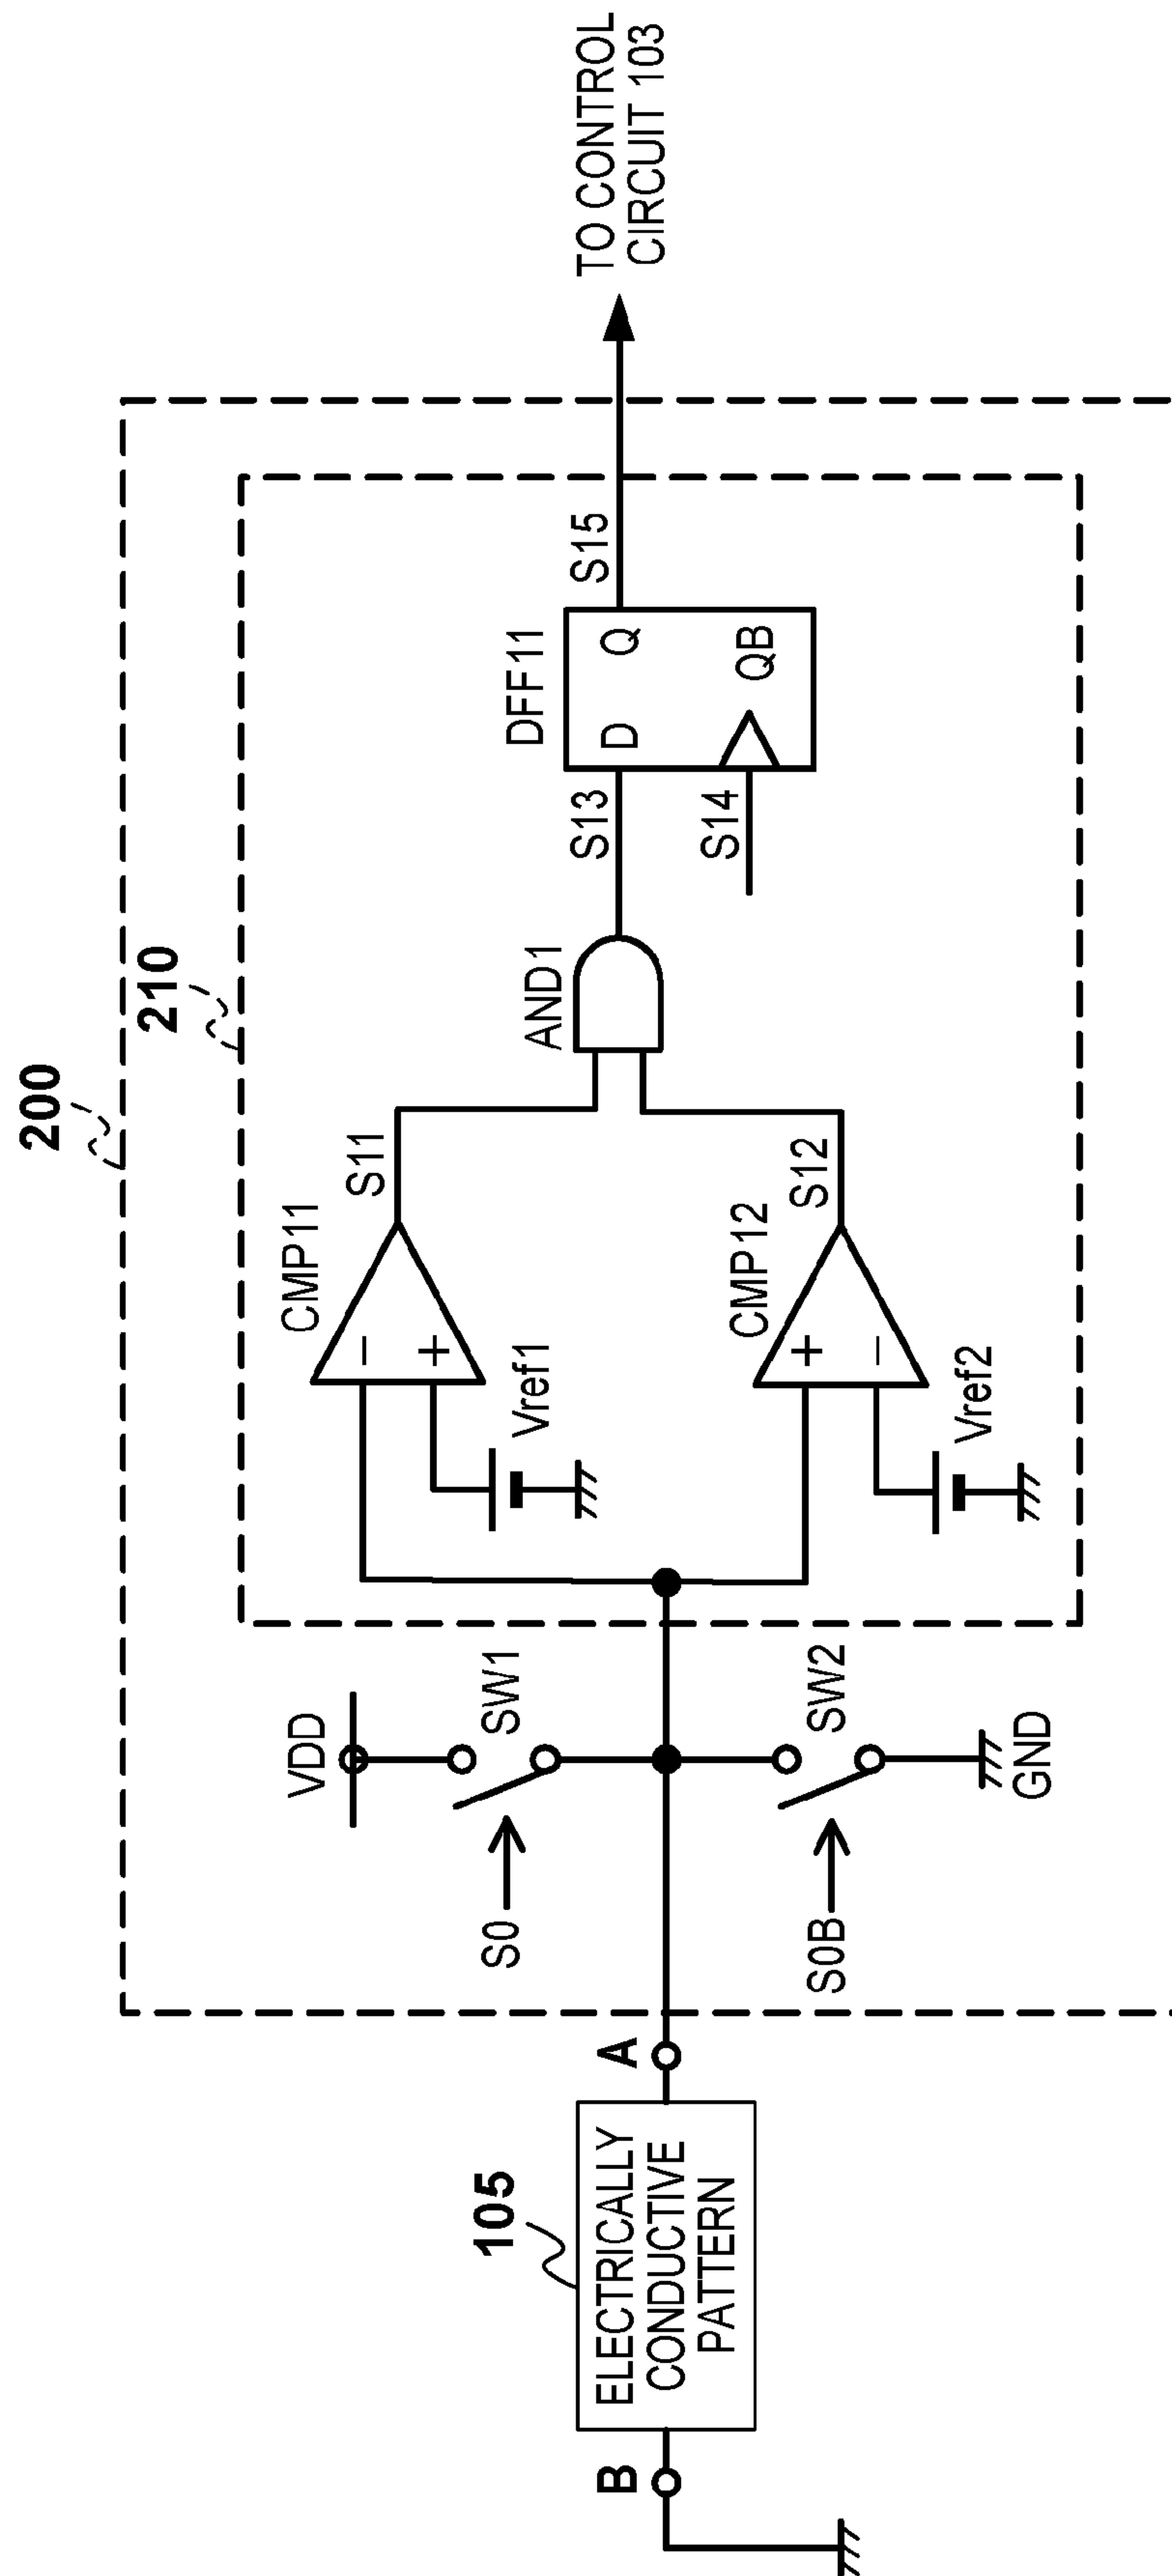 200
210
TO CONTROL
CIRCUIT 103
VDD
S0
SW1
S0B
SW2
GND
CMP11
−
+
Vref1
S11
CMP12
+
−
Vref2
S12
AND1
S13
S14
DFF11
D
Q
QB
S15
105
ELECTRICALLY
CONDUCTIVE
PATTERN
A
B